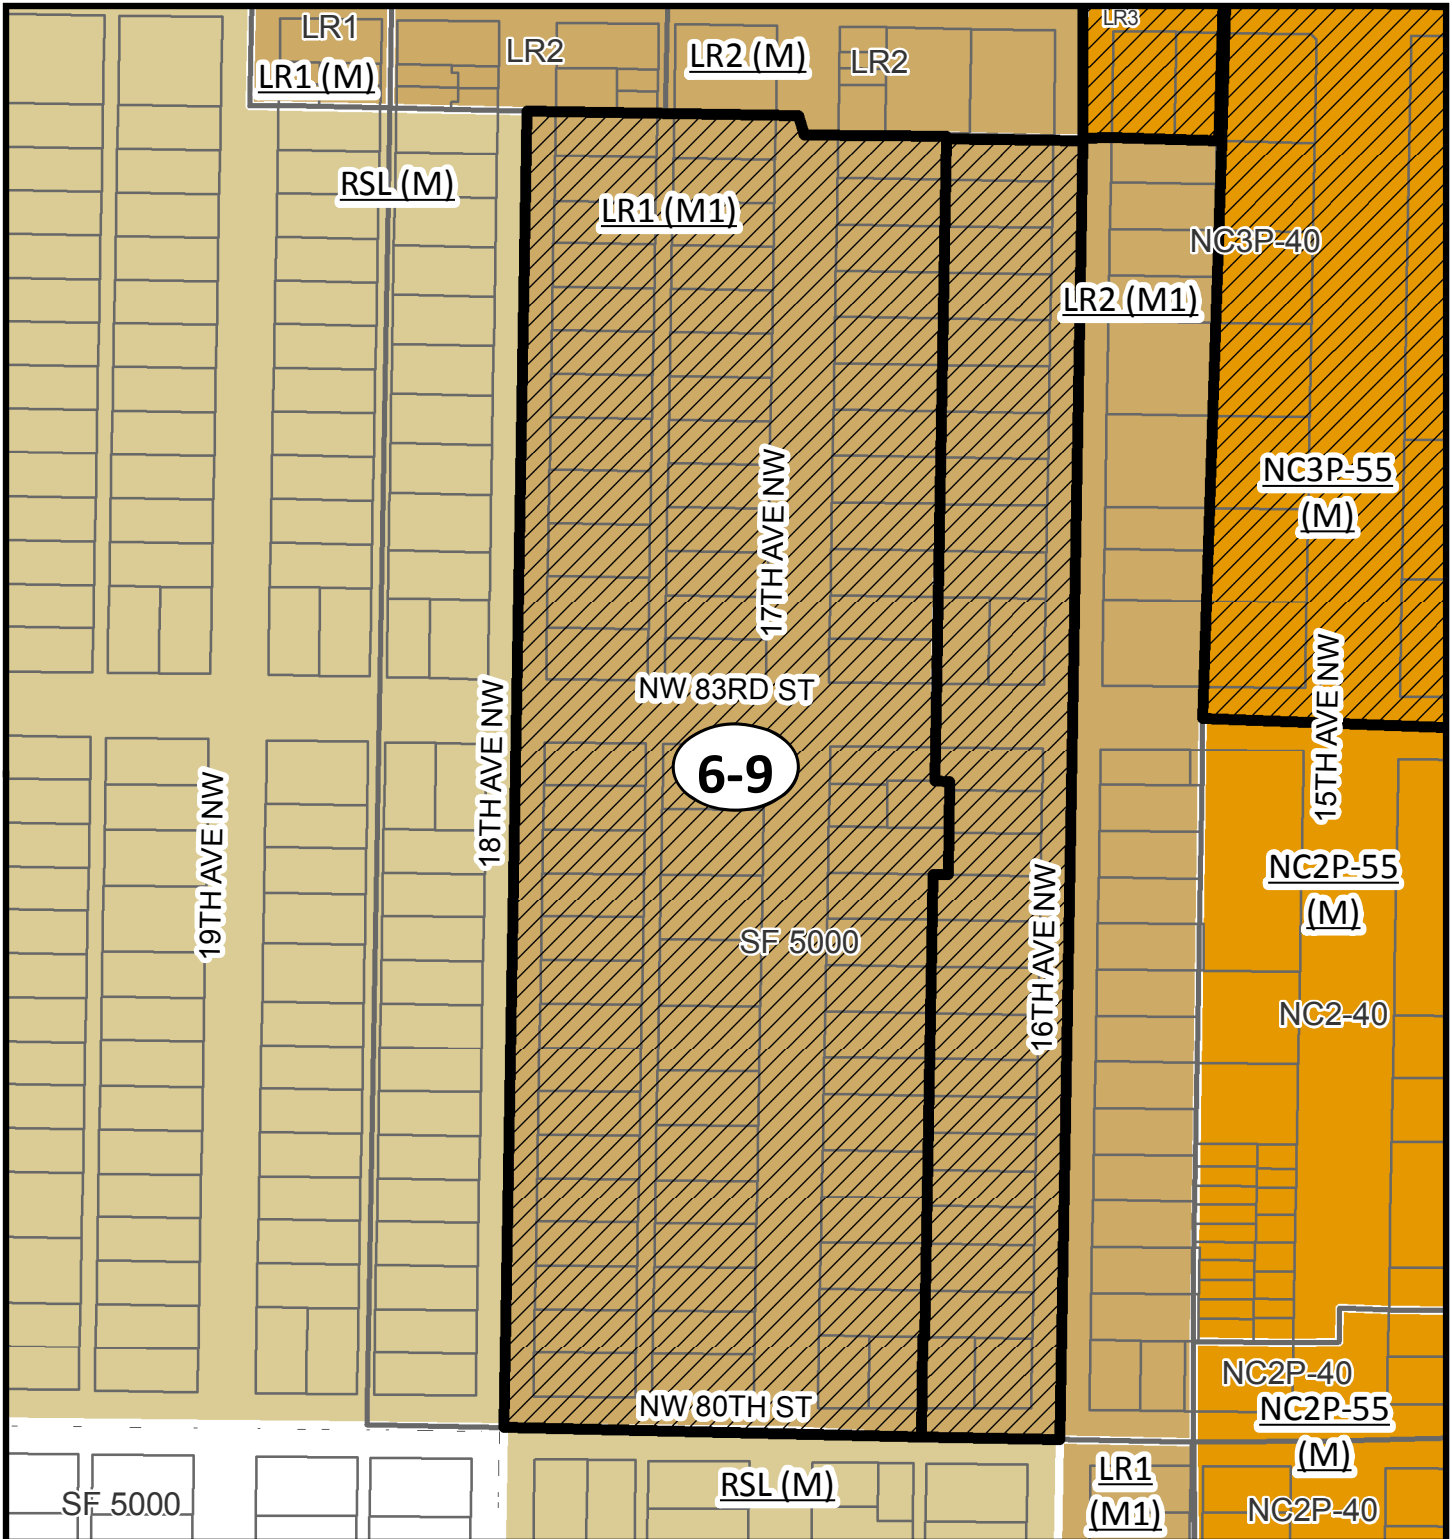 LR1
LR1 (M)
LR2
LR2 (M)
LR2
LR3
RSL (M)
LR1 (M1)
NC3P-40
LR2 (M1)
NC3P-55
(M)
17TH AVE NW
NW 83RD ST
6-9
18TH AVE NW
19TH AVE NW
15TH AVE NW
NC2P-55
(M)
SF 5000
16TH AVE NW
NC2-40
NC2P-40
NW 80TH ST
NC2P-55
(M)
RSL (M)
LR1
(M1)
SF 5000
NC2P-40